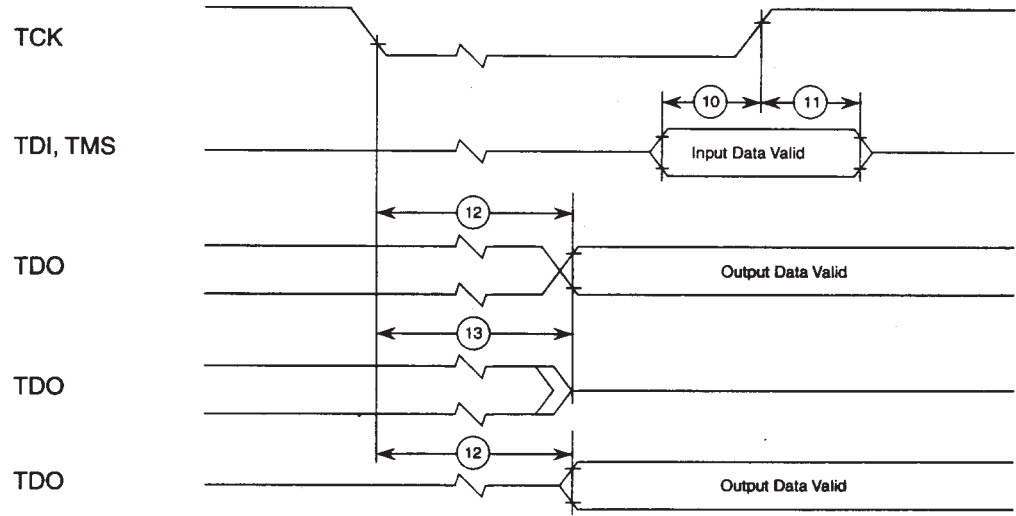 TCK
10
11
TDI, TMS
Input Data Valid
12
TDO
Output Data Valid
13
TDO
12
TDO
Output Data Valid